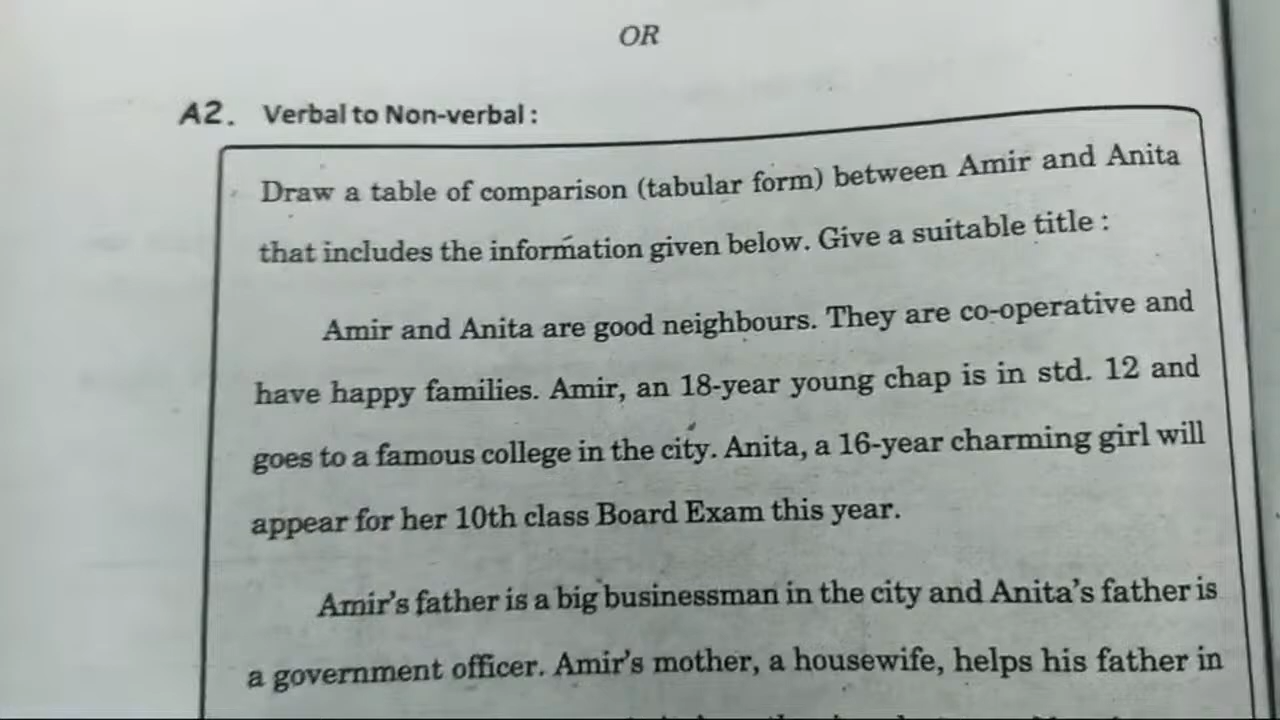 OR
A2. Verbal to Non-verbal :
Draw a table of comparison (tabular form) between Amir and Anita
that includes the information given below. Give a suitable title :
Amir and Anita are good neighbours. They are co-operative and
have happy families. Amir, an 18-year young chap is in std. 12 and
goes to a famous college in the city. Anita, a 16-year charming girl will
appear for her 10th class Board Exam this year.
Amir's father is a big businessman in the city and Anita's father is
a government officer. Amir's mother, a housewife, helps his father in